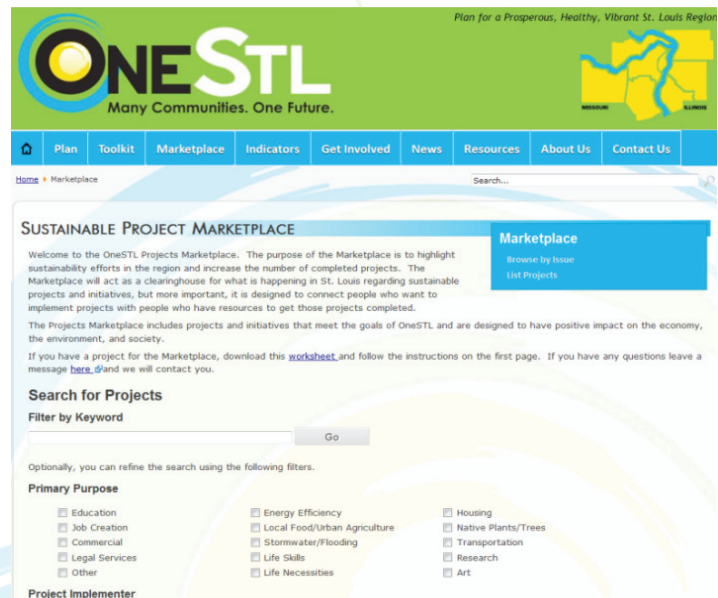 Plan for a Prosperous, Healthy, Vibrant St. Louis Region
ONESTL
Many Communities. One Future.
MISSOURI ILLINOIS
Plan Toolkit Marketplace Indicators Get Involved News Resources About Us Contact Us
Home Marketplace
Search...
SUSTAINABLE PROJECT MARKETPLACE
Marketplace
Browse by Issue
List Projects
Welcome to the OneSTL Projects Marketplace. The purpose of the Marketplace is to highlight
sustainability efforts in the region and increase the number of completed projects. The
Marketplace will act as a clearinghouse for what is happening in St. Louis regarding sustainable
projects and initiatives, but more important, it is designed to connect people who want to
implement projects with people who have resources to get those projects completed.
The Projects Marketplace includes projects and initiatives that meet the goals of OneSTL and are designed to have positive impact on the economy,
the environment, and society.
If you have a project for the Marketplace, download this worksheet and follow the instructions on the first page. If you have any questions leave a
message here and we will contact you.
Search for Projects
Filter by Keyword
Go
Optionally, you can refine the search using the following filters.
Primary Purpose
Education Energy Efficiency Housing
Job Creation Local Food/Urban Agriculture Native Plants/Trees
Commercial Stormwater/Flooding Transportation
Legal Services Life Skills Research
Other Life Necessities Art
Project Implementer